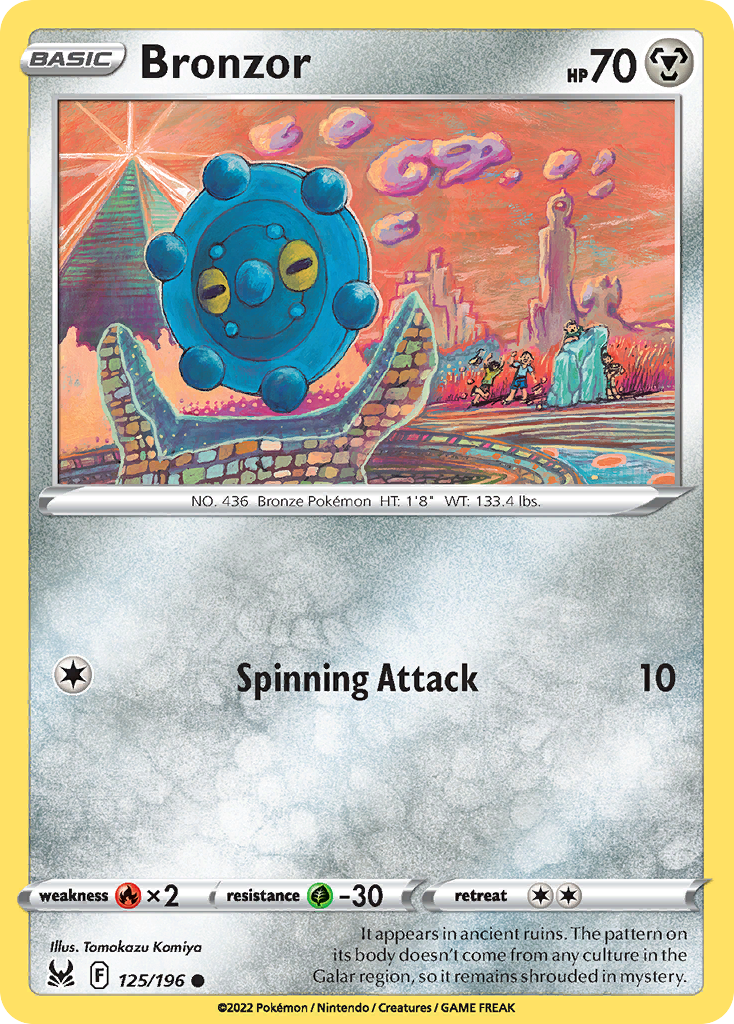 BASIC Bronzor HP 70
NO. 436 Bronze Pokémon HT: 1'8" WT: 133.4 lbs.
Spinning Attack 10
weakness ×2 resistance -30 retreat
Illus. Tomokazu Komiya
It appears in ancient ruins. The pattern on
its body doesn't come from any culture in the
Galar region, so it remains shrouded in mystery.
F 125/196
©2022 Pokémon / Nintendo / Creatures / GAME FREAK